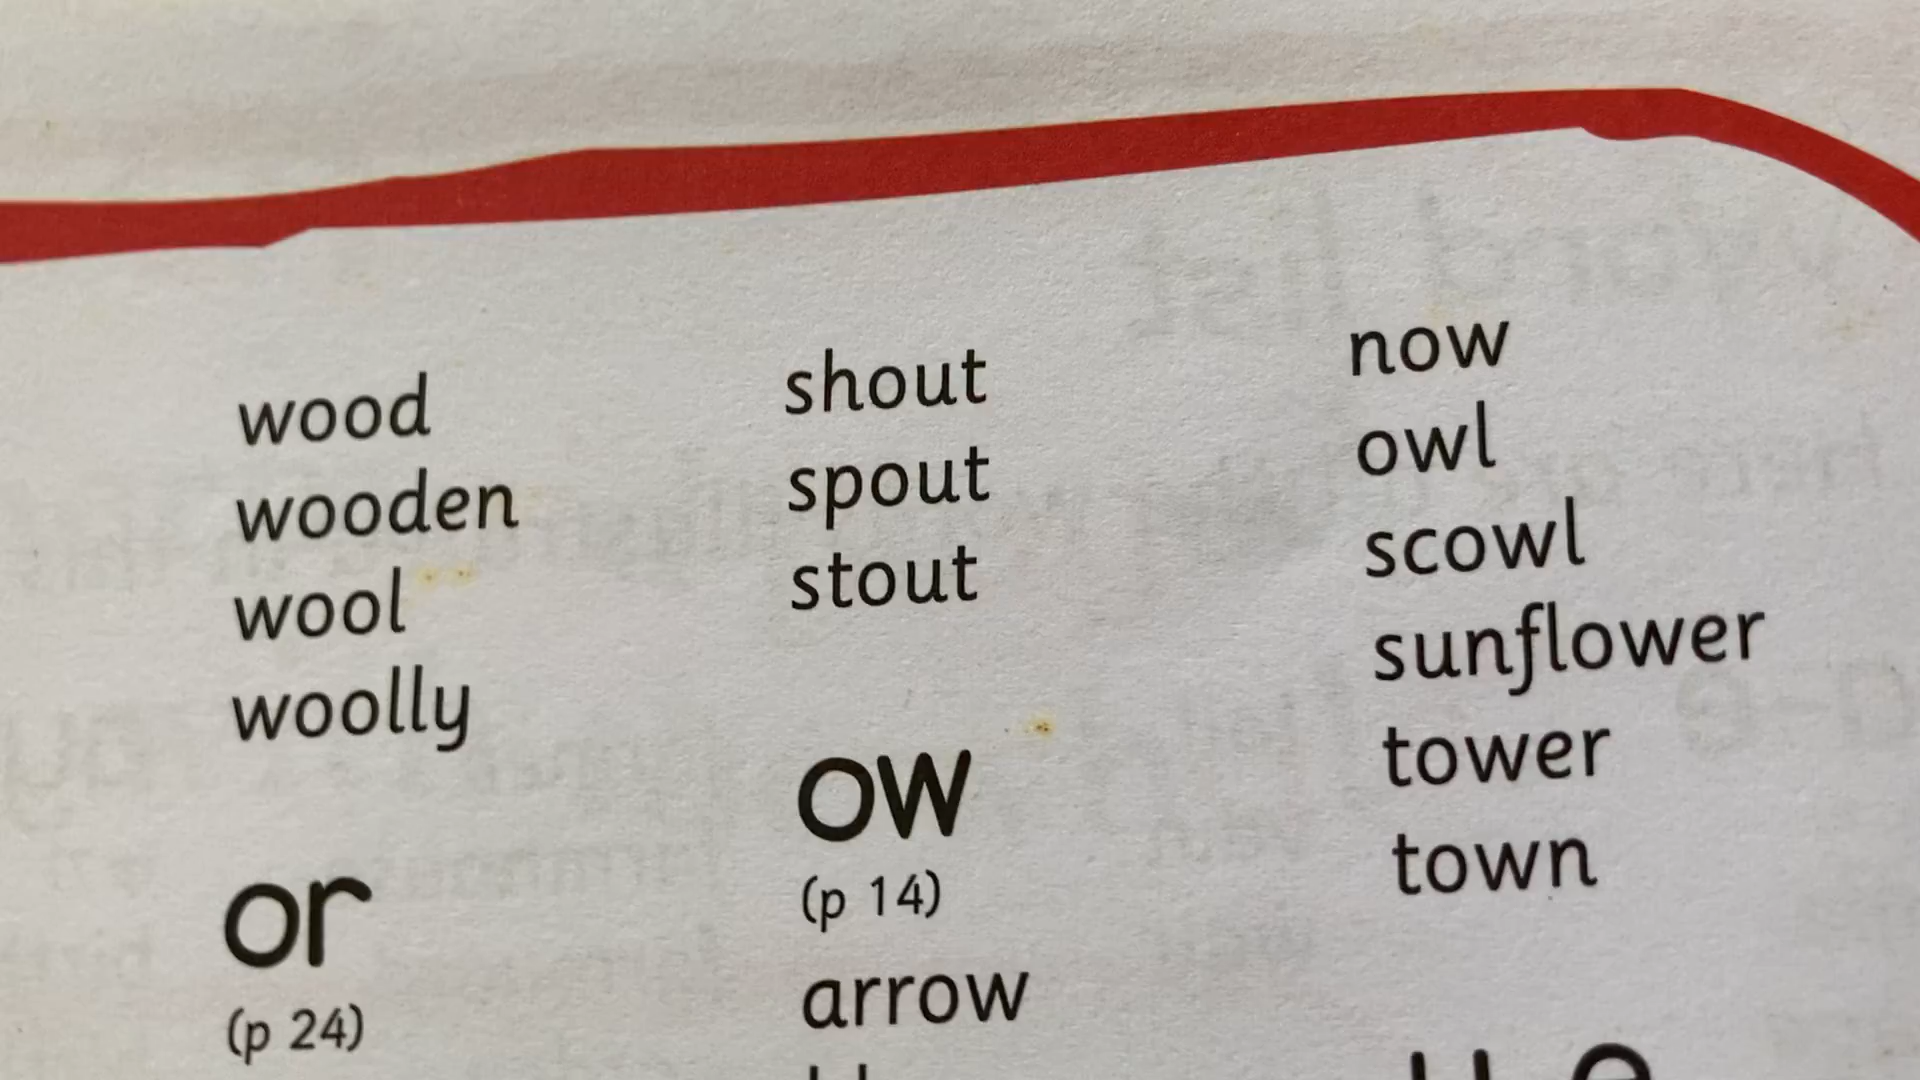 wood
wooden
wool
woolly
or
(p 24)
shout
spout
stout
ow
(p 14)
arrow
now
owl
scowl
sunflower
tower
town